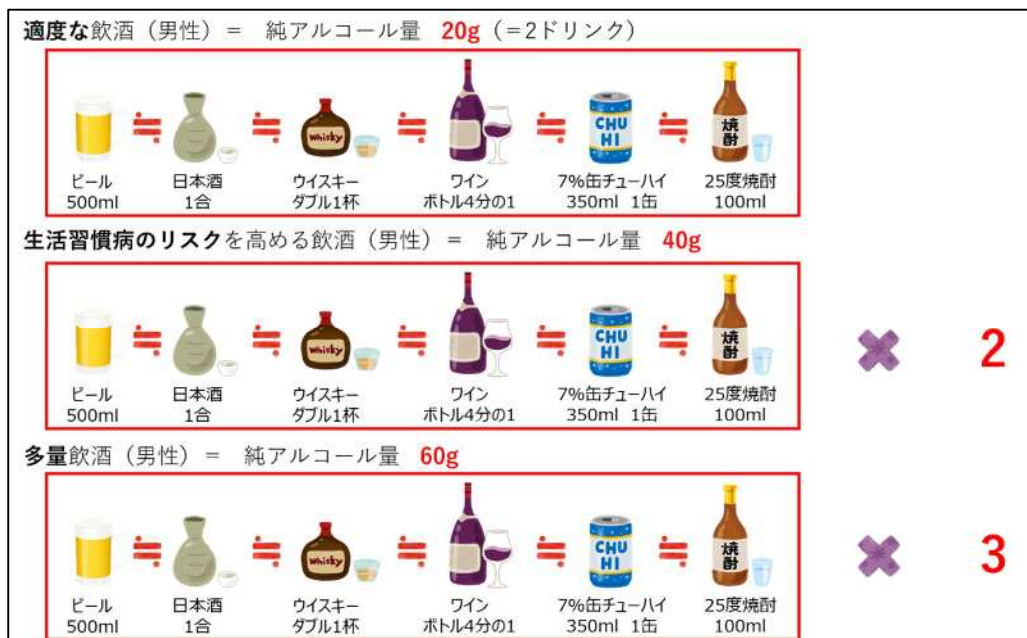 適度な飲酒（男性）＝　純アルコール量　20g（＝2ドリンク）
≒ ≒ Whisky ≒ ≒ CHU HI ≒ 焼酎
ビール 日本酒 ウイスキー ワイン 7%缶チューハイ 25度焼酎
500ml 1合 ダブル1杯 ボトル4分の1 350ml 1缶 100ml
生活習慣病のリスクを高める飲酒（男性）＝　純アルコール量　40g
≒ ≒ Whisky ≒ ≒ CHU HI ≒ 焼酎 × 2
ビール 日本酒 ウイスキー ワイン 7%缶チューハイ 25度焼酎
500ml 1合 ダブル1杯 ボトル4分の1 350ml 1缶 100ml
多量飲酒（男性）＝　純アルコール量　60g
≒ ≒ Whisky ≒ ≒ CHU HI ≒ 焼酎 × 3
ビール 日本酒 ウイスキー ワイン 7%缶チューハイ 25度焼酎
500ml 1合 ダブル1杯 ボトル4分の1 350ml 1缶 100ml